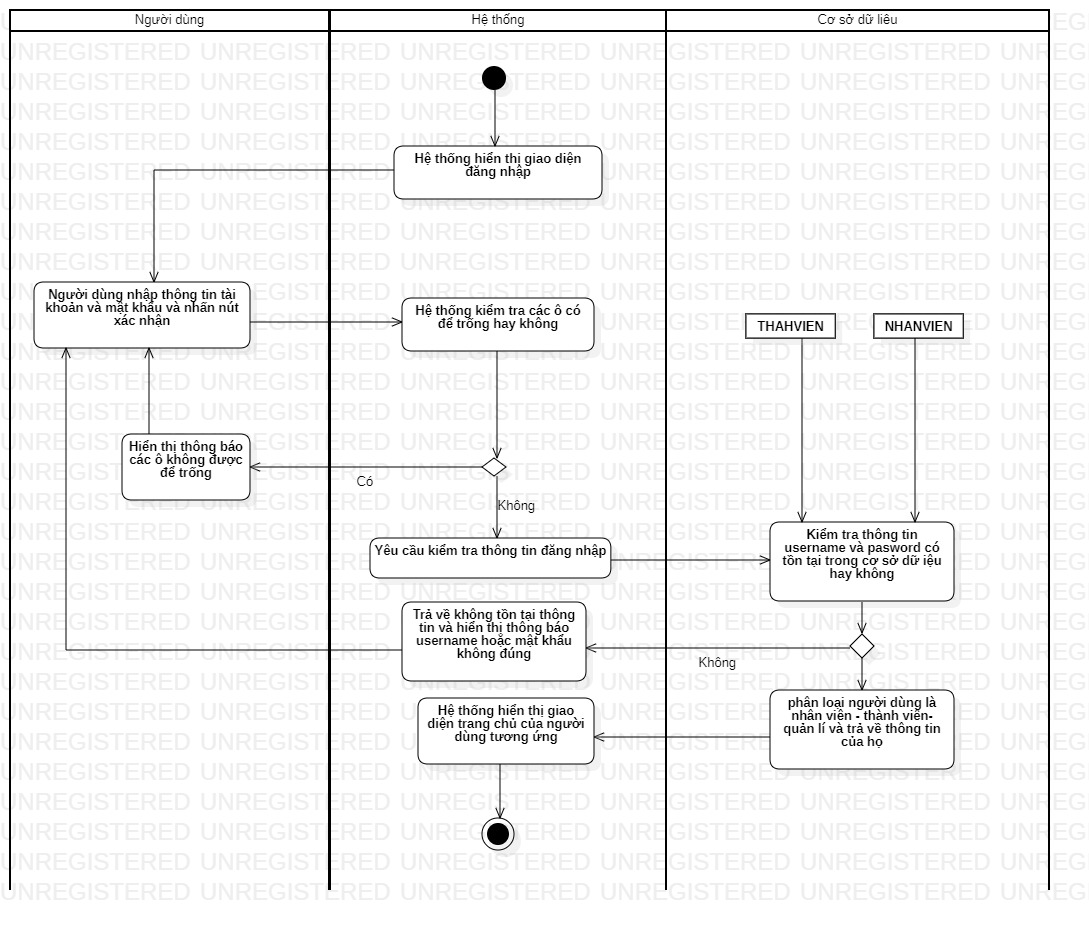 Người dùng
Hệ thống
Cơ sở dữ liêu
Hệ thống hiển thị giao diện
đăng nhập
Người dùng nhập thông tin tài
khoản và mật khẩu và nhấn nút
xác nhận
Hệ thống kiểm tra các ô có
để trống hay không
THAHVIEN
NHANVIEN
Hiển thị thông báo
các ô không được
để trống
Có
Không
Yêu cầu kiểm tra thông tin đăng nhập
Kiểm tra thông tin
username và pasword có
tồn tại trong cơ sở dữ iệu
hay không
Trả về không tồn tại thông
tin và hiển thị thông báo
username hoặc mật khẩu
không đúng
Không
Hệ thống hiển thị giao
diện trang chủ của người
dùng tương ứng
phân loại người dùng là
nhân viên - thành viên-
quản lí và trả về thông tin
của họ
UNREGISTERED